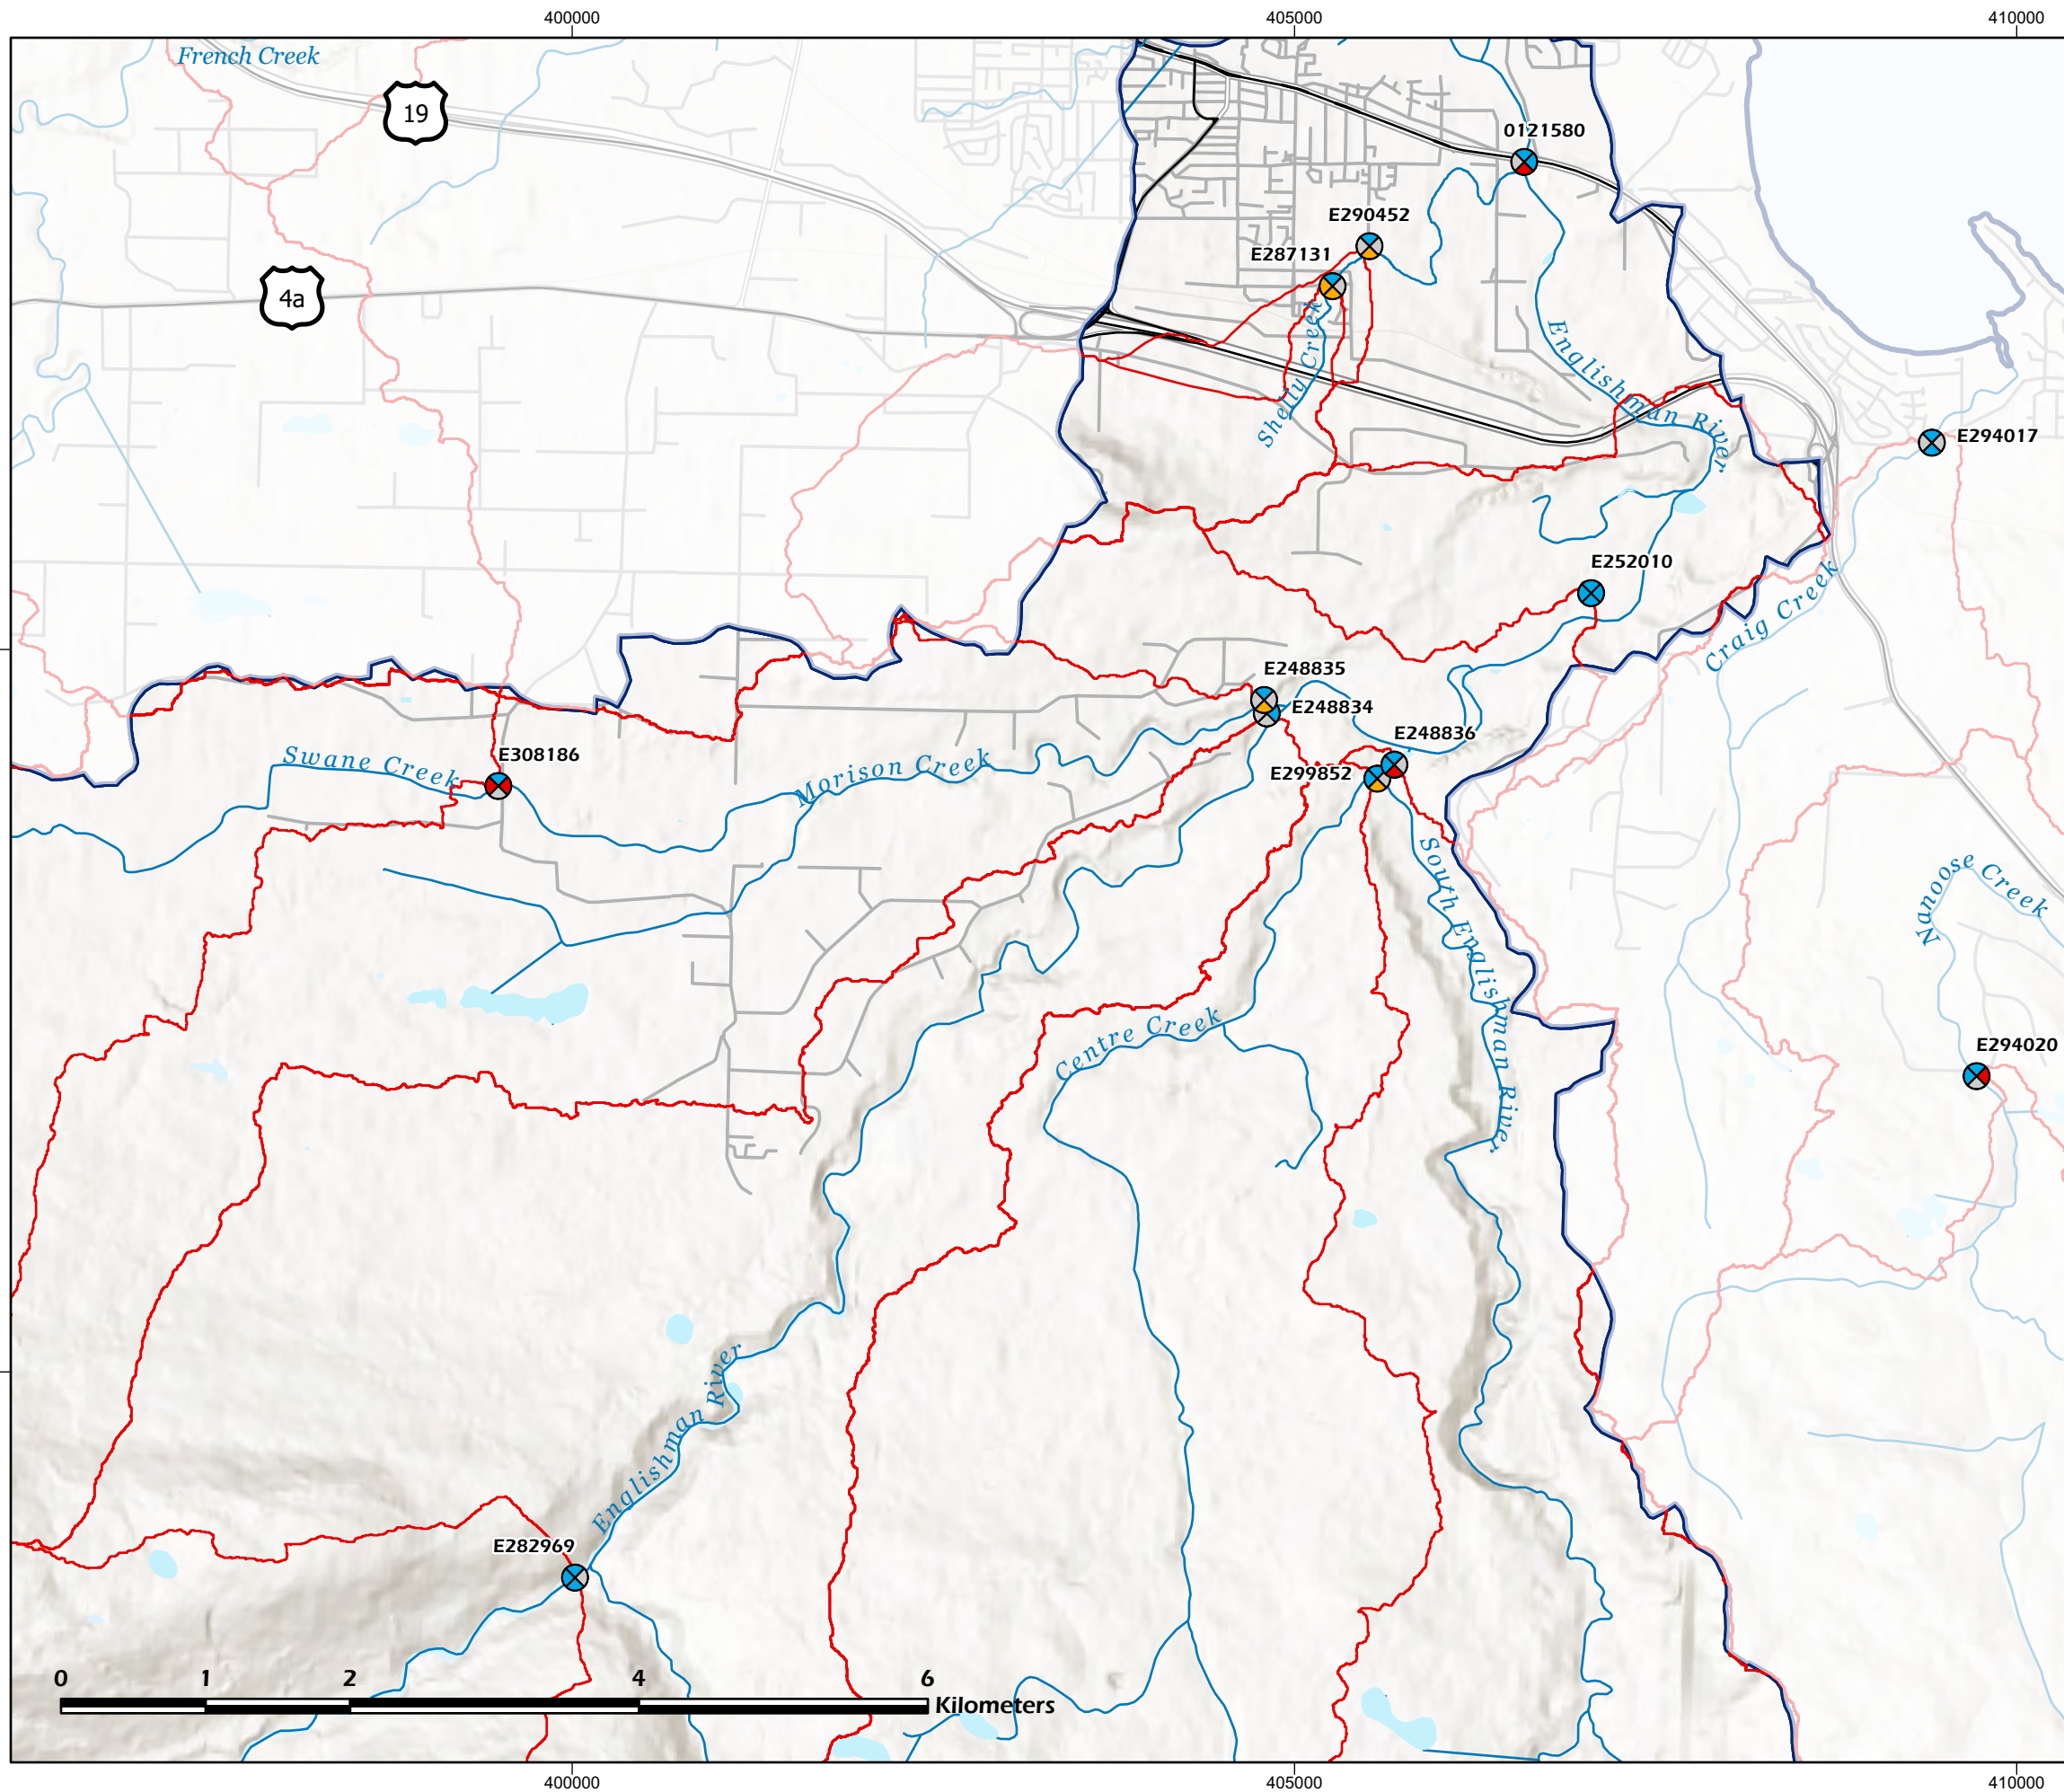 400000
405000
410000
French Creek
19
0121580
E290452
E287131
4a
Shelly Creek
Englishman River
E294017
E252010
Craig Creek
E248835
E248834
E248836
E299852
E308186
Swane Creek
Morison Creek
South Englishman River
Nanoose Creek
Centre Creek
E294020
Englishman River
E282969
0
1
2
4
6
Kilometers
400000
405000
410000